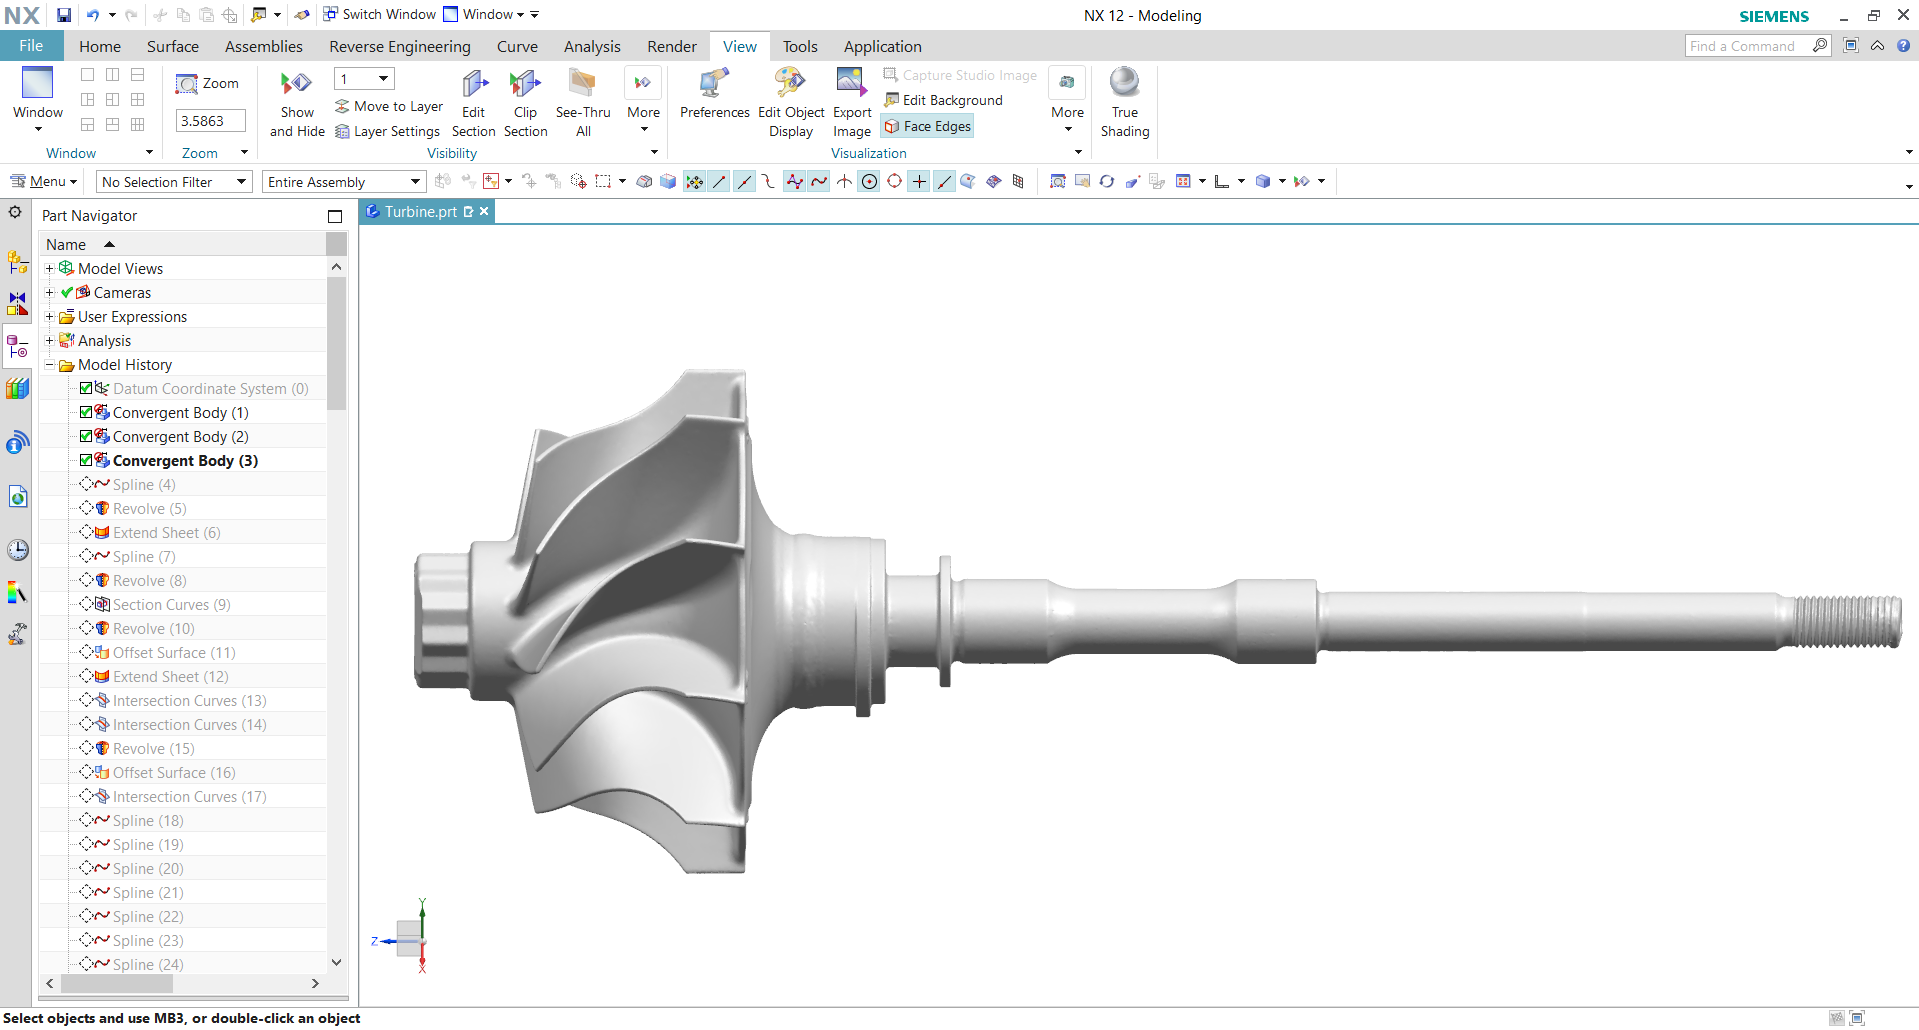 NX
Switch Window
Window
NX 12 - Modeling
SIEMENS
File
Home
Surface
Assemblies
Reverse Engineering
Curve
Analysis
Render
View
Tools
Application
Find a Command
Window
Window
Zoom
3.5863
Zoom
Show
and Hide
1
Move to Layer
Layer Settings
Edit
Section
Clip
Section
See-Thru
All
More
Visibility
Preferences
Edit Object
Display
Export
Image
Capture Studio Image
Edit Background
Face Edges
More
Visualization
True
Shading
Menu
No Selection Filter
Entire Assembly
Part Navigator
Turbine.prt
Name
Model Views
Cameras
User Expressions
Analysis
Model History
Datum Coordinate System (0)
Convergent Body (1)
Convergent Body (2)
Convergent Body (3)
Spline (4)
Revolve (5)
Extend Sheet (6)
Spline (7)
Revolve (8)
Section Curves (9)
Revolve (10)
Offset Surface (11)
Extend Sheet (12)
Intersection Curves (13)
Intersection Curves (14)
Revolve (15)
Offset Surface (16)
Intersection Curves (17)
Spline (18)
Spline (19)
Spline (20)
Spline (21)
Spline (22)
Spline (23)
Spline (24)
Y
Z
X
Select objects and use MB3, or double-click an object